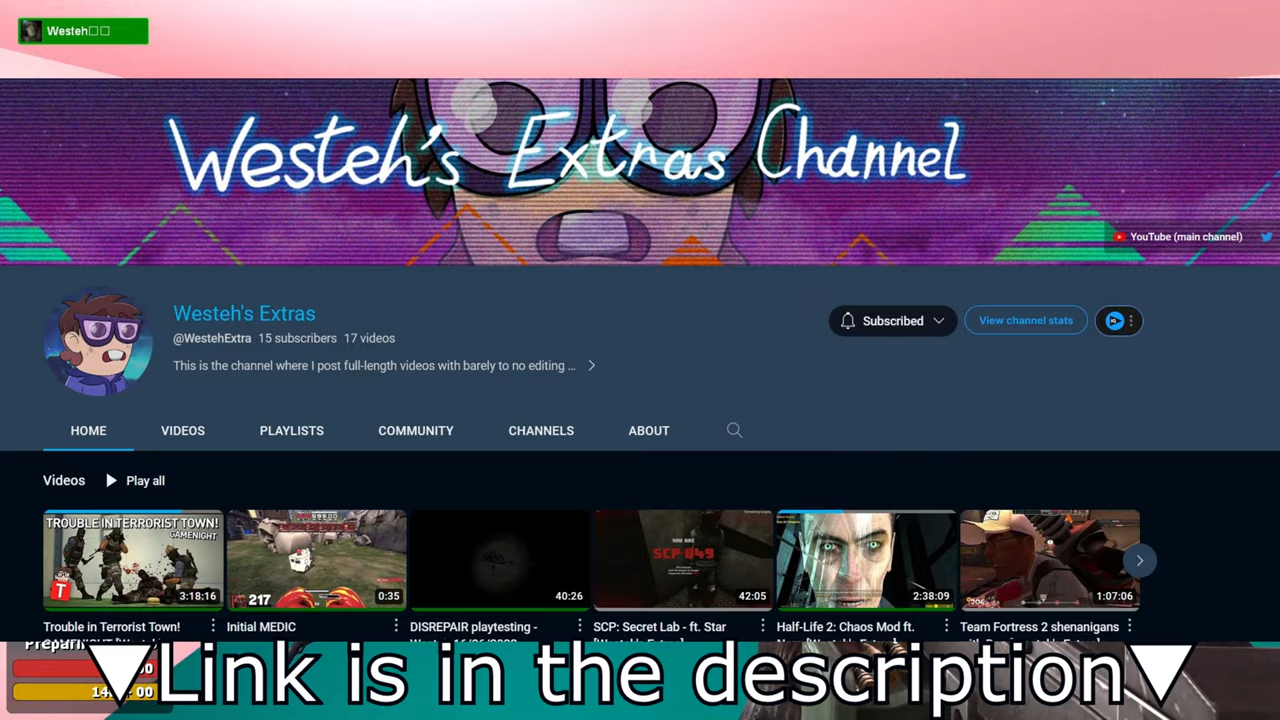 Westeh
Westeh's Extras Channel
YouTube (main channel)
Westeh's Extras
@WestehExtra 15 subscribers 17 videos
This is the channel where I post full-length videos with barely to no editing ...
Subscribed
View channel stats
HOME VIDEOS PLAYLISTS COMMUNITY CHANNELS ABOUT
Videos Play all
TROUBLE IN TERRORIST TOWN!
GAMENIGHT
T
3:18:16
217
0:35
40:26
YOU ARE
SCP-049
42:05
2:38:09
206
1:07:06
Trouble in Terrorist Town!
Initial MEDIC
DISREPAIR playtesting -
SCP: Secret Lab - ft. Star
Half-Life 2: Chaos Mod ft.
Team Fortress 2 shenanigans
▼Link is in the description▼